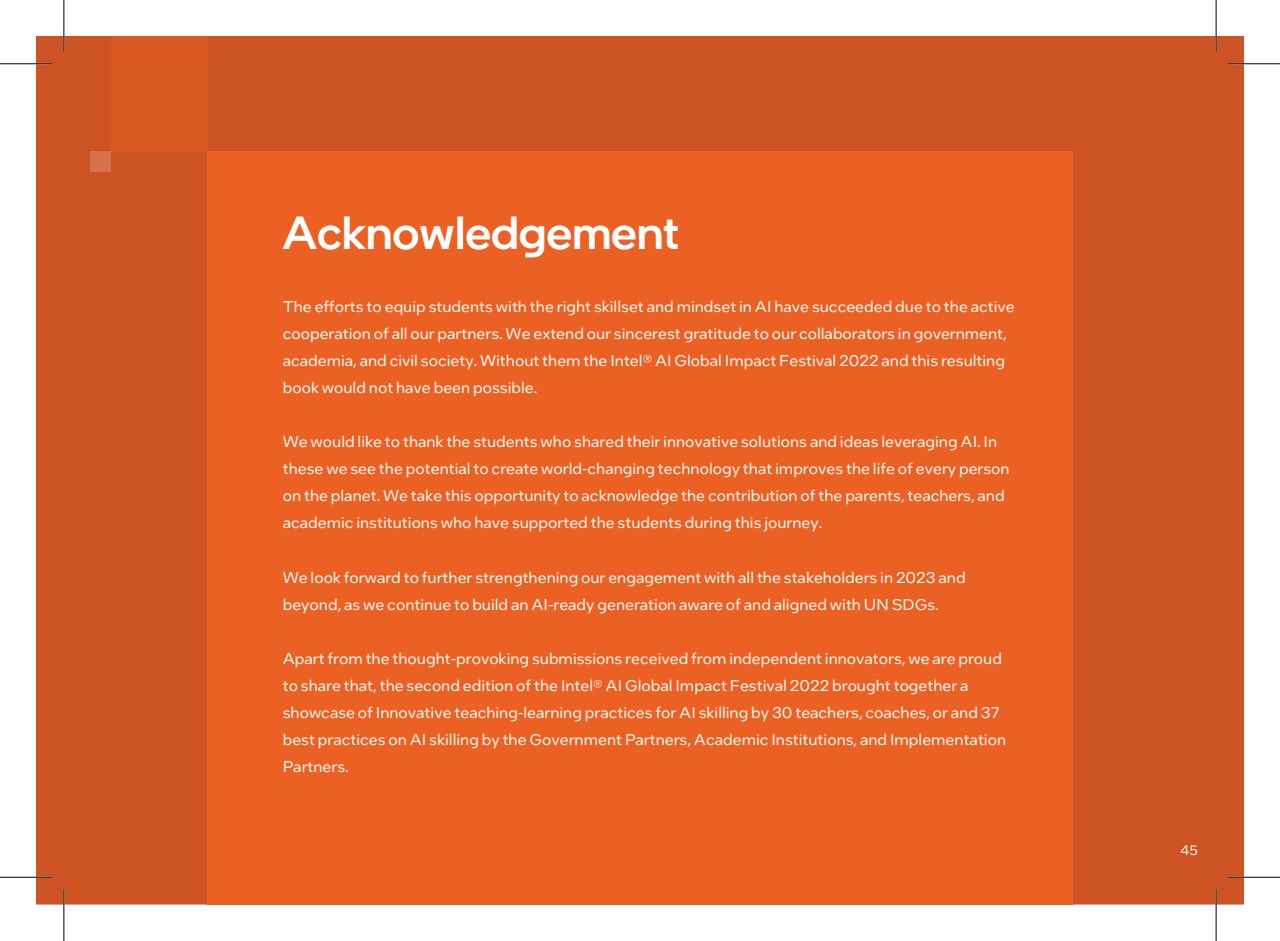 Acknowledgement
The efforts to equip students with the right skillset and mindset in AI have succeeded due to the active
cooperation of all our partners. We extend our sincerest gratitude to our collaborators in government,
academia, and civil society. Without them the Intel® AI Global Impact Festival 2022 and this resulting
book would not have been possible.
We would like to thank the students who shared their innovative solutions and ideas leveraging AI. In
these we see the potential to create world-changing technology that improves the life of every person
on the planet. We take this opportunity to acknowledge the contribution of the parents, teachers, and
academic institutions who have supported the students during this journey.
We look forward to further strengthening our engagement with all the stakeholders in 2023 and
beyond, as we continue to build an AI-ready generation aware of and aligned with UN SDGs.
Apart from the thought-provoking submissions received from independent innovators, we are proud
to share that, the second edition of the Intel® AI Global Impact Festival 2022 brought together a
showcase of Innovative teaching-learning practices for AI skilling by 30 teachers, coaches, or and 37
best practices on AI skilling by the Government Partners, Academic Institutions, and Implementation
Partners.
45